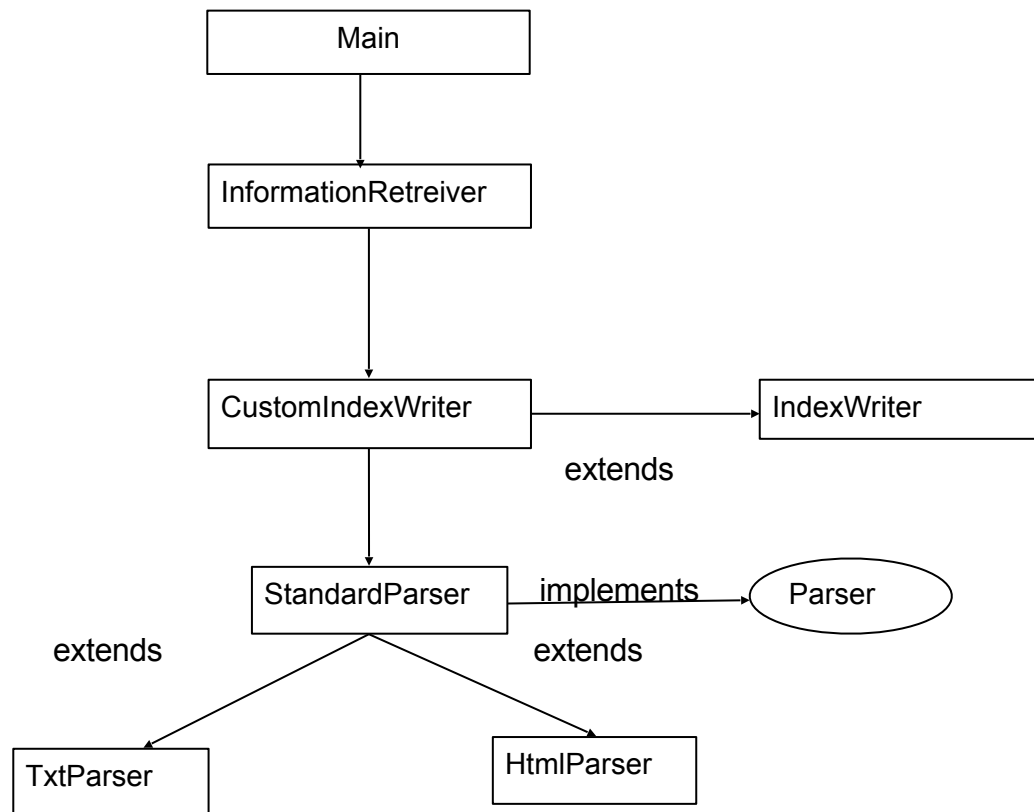 Main
InformationRetreiver
CustomIndexWriter
IndexWriter
extends
StandardParser
implements
Parser
extends
extends
TxtParser
HtmlParser